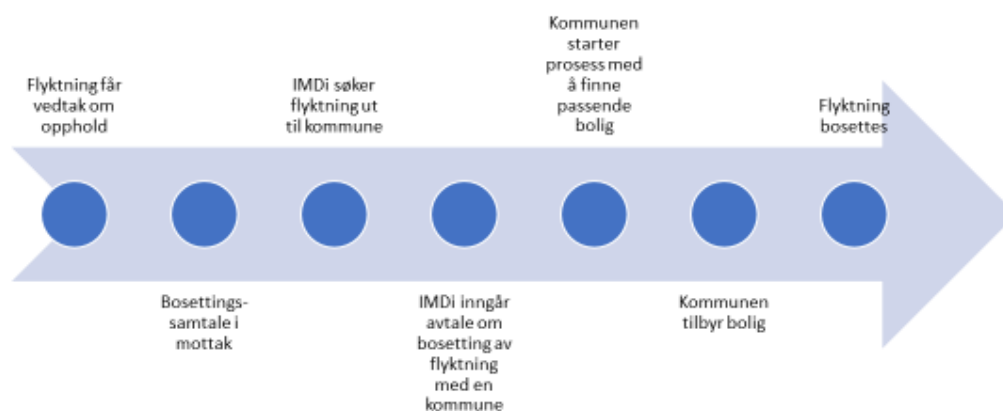 Flyktning får
vedtak om
opphold
Bosettings-
samtale i
mottak
IMDi søker
flyktning ut
til kommune
IMDi inngår
avtale om
bosetting av
flyktning
med en
kommune
Kommunen
starter
prosess med
å finne
passende
bolig
Kommunen
tilbyr bolig
Flyktning
bosettes